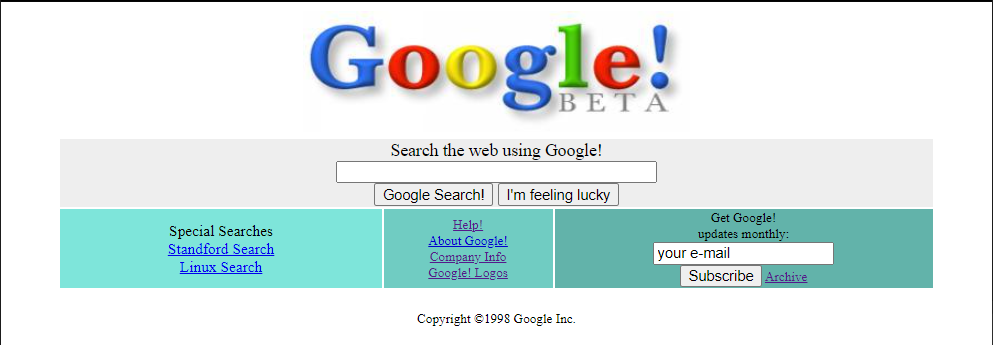 Google!
BETA
Search the web using Google!
Google Search! I'm feeling lucky
Special Searches
Standford Search
Linux Search
Help!
About Google!
Company Info
Google! Logos
Get Google!
updates monthly:
your e-mail
Subscribe Archive
Copyright ©1998 Google Inc.